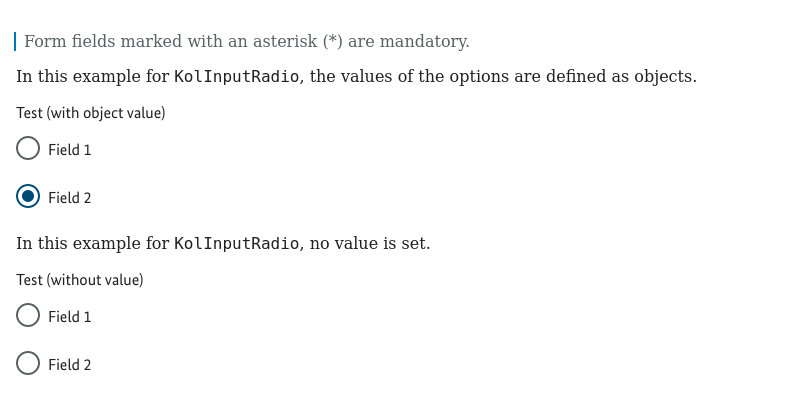 Form fields marked with an asterisk (*) are mandatory.
In this example for KolInputRadio, the values of the options are defined as objects.
Test (with object value)
Field 1
Field 2
In this example for KolInputRadio, no value is set.
Test (without value)
Field 1
Field 2